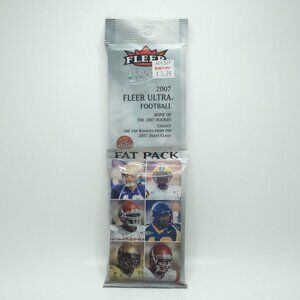 FLEER
$ 5.99
2007
FLEER ULTRA
FOOTBALL
HOME OF
THE 2007 ROOKIES!
COLLECT
THE TOP ROOKIES FROM THE
2007 DRAFT CLASS!
FAT PACK